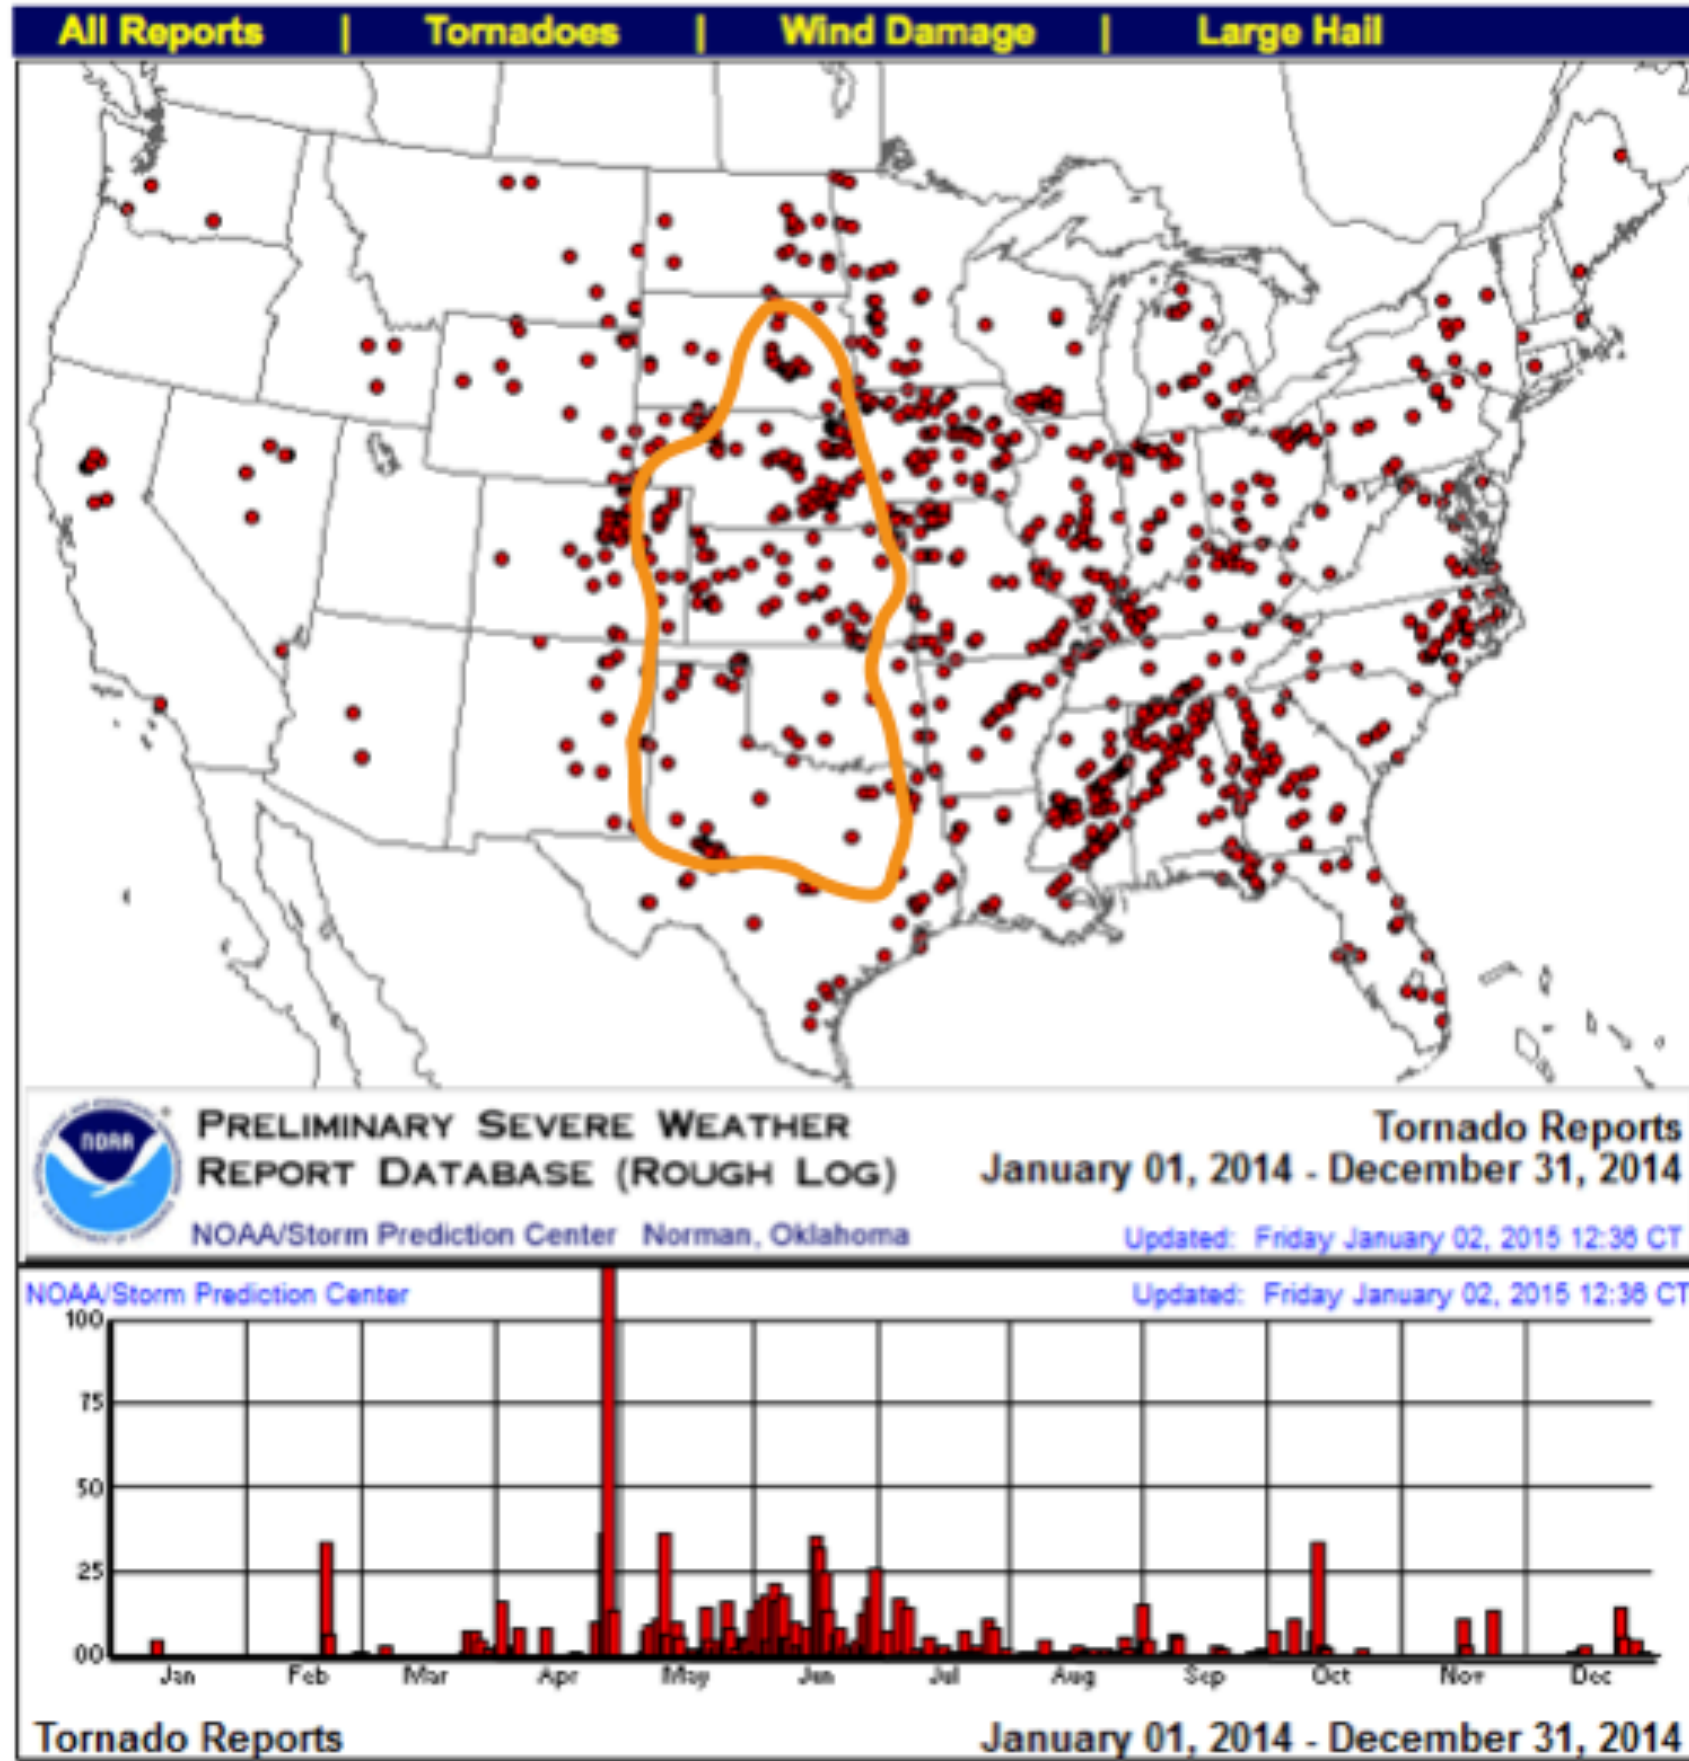 All Reports | Tornadoes | Wind Damage | Large Hail
NOAA
PRELIMINARY SEVERE WEATHER
REPORT DATABASE (ROUGH LOG)
NOAA/Storm Prediction Center Norman, Oklahoma
Tornado Reports
January 01, 2014 - December 31, 2014
Updated: Friday January 02, 2015 12:36 CT
NOAA/Storm Prediction Center
Updated: Friday January 02, 2015 12:36 CT
100
75
50
25
00
Jan Feb Mar Apr May Jun Jul Aug Sep Oct Nov Dec
Tornado Reports
January 01, 2014 - December 31, 2014